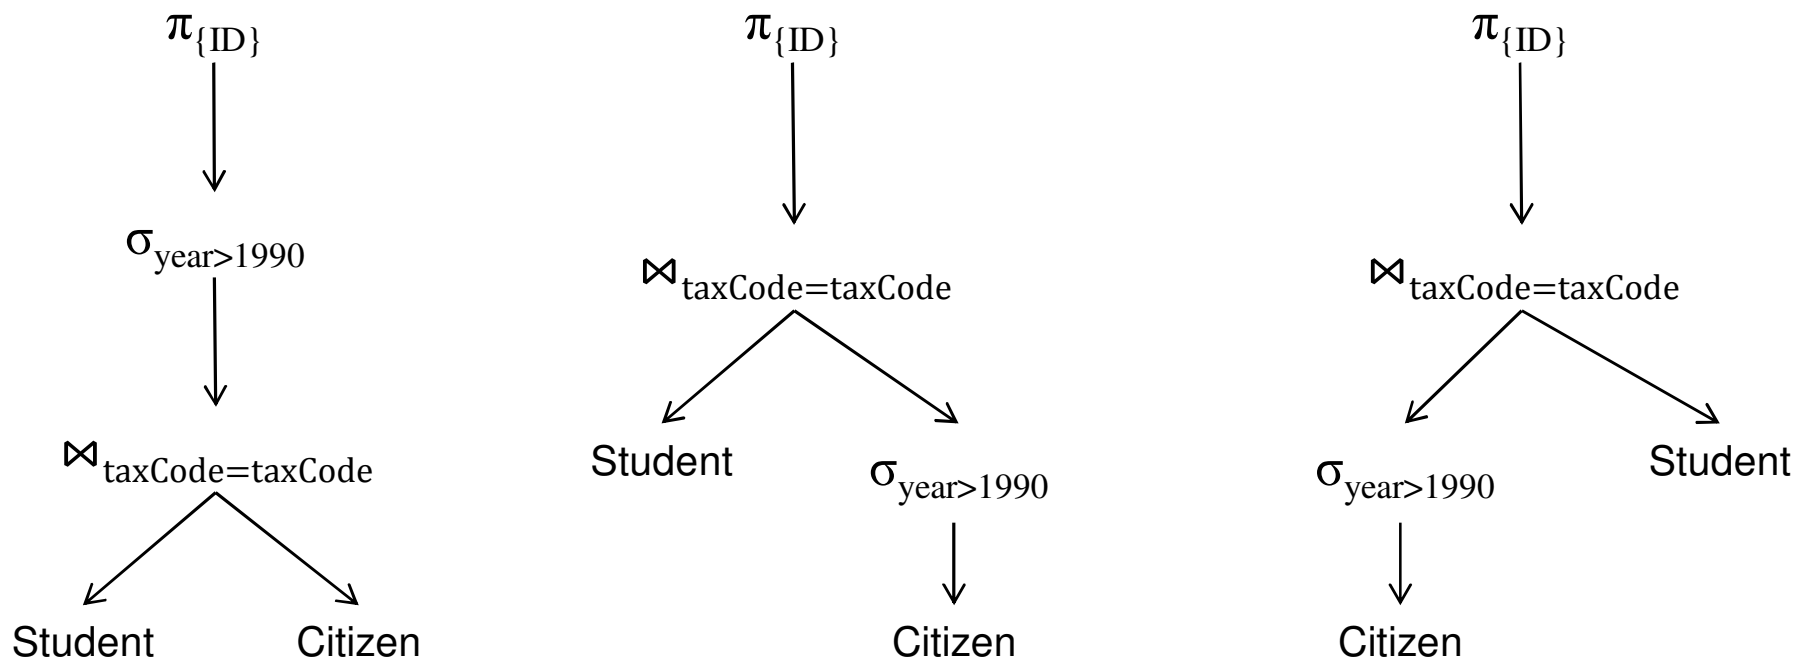 π{ID}
σyear>1990
⋈taxCode=taxCode
Student Citizen
π{ID}
⋈taxCode=taxCode
Student
σyear>1990
Citizen
π{ID}
⋈taxCode=taxCode
σyear>1990
Student
Citizen